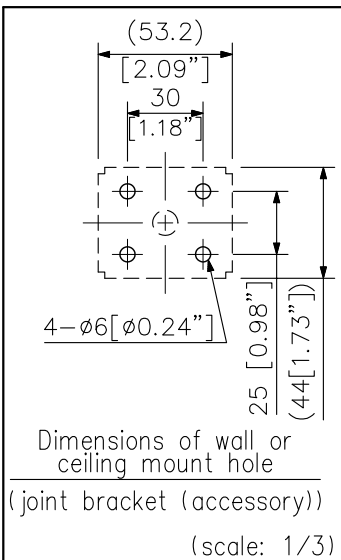 (53.2)
[2.09"]
30
[1.18"]
4-ø6[ø0.24"]
25 [0.98"]
(44[1.73"])
Dimensions of wall or
ceiling mount hole
(joint bracket (accessory))
(scale: 1/3)